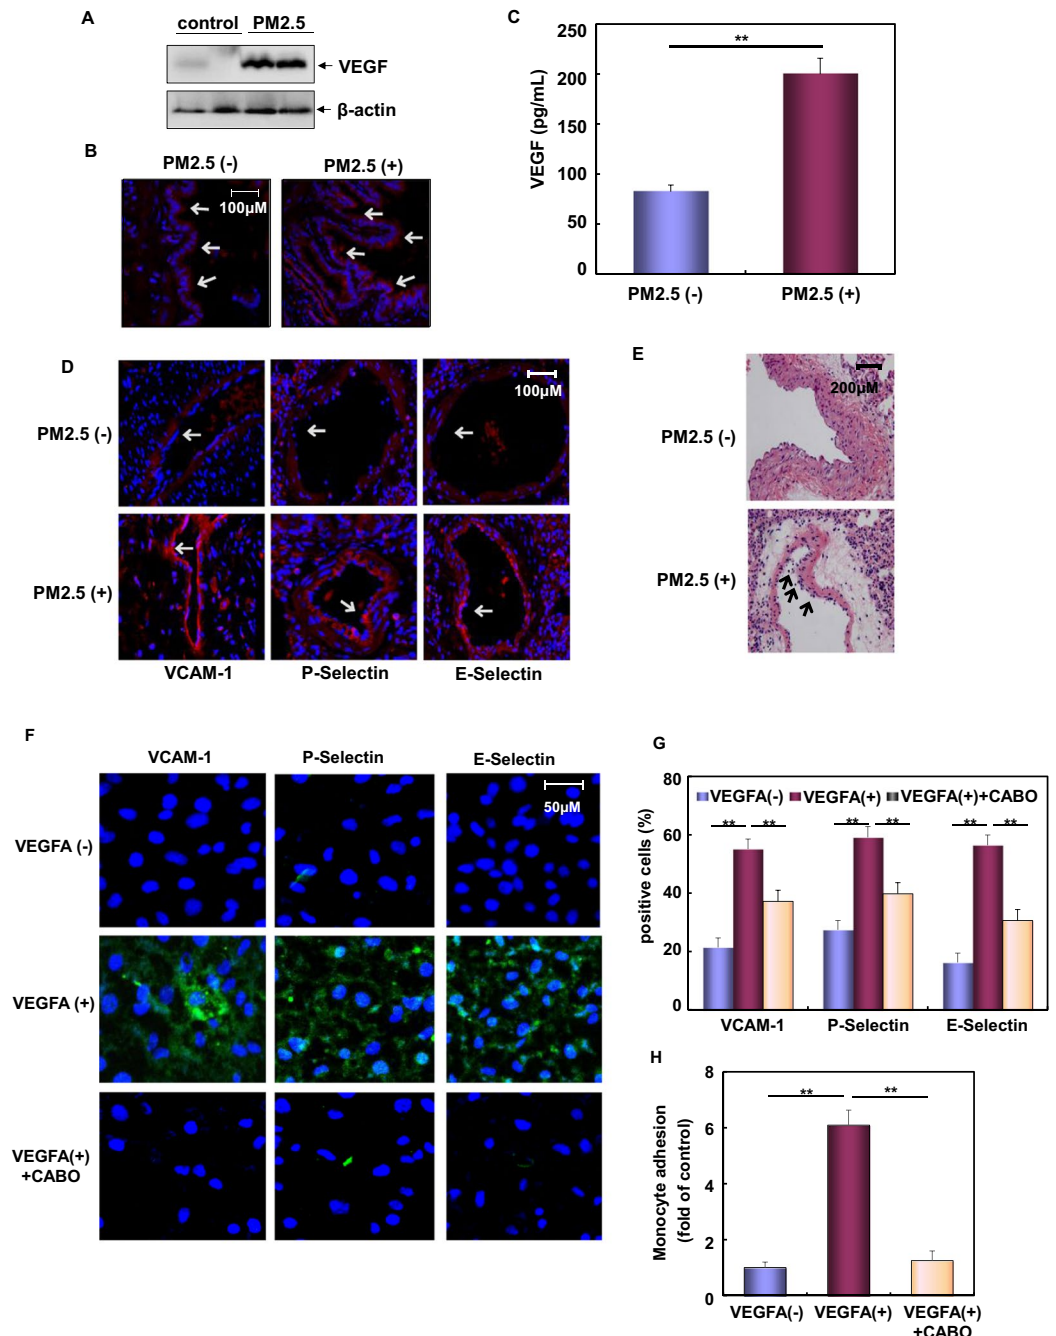 A
control PM2.5
VEGF
β-actin
B
PM2.5 (-)
PM2.5 (+)
100μM
C
**
250
200
150
100
50
0
VEGF (pg/mL)
PM2.5 (-)
PM2.5 (+)
D
100μM
PM2.5 (-)
PM2.5 (+)
VCAM-1
P-Selectin
E-Selectin
E
200μM
PM2.5 (-)
PM2.5 (+)
F
VCAM-1
P-Selectin
E-Selectin
50μM
VEGFA (-)
VEGFA (+)
VEGFA(+)
+CABO
G
80
60
40
20
0
positive cells (%)
VEGFA(-) VEGFA(+) VEGFA(+)+CABO
** ** ** ** ** **
VCAM-1
P-Selectin
E-Selectin
H
8
6
4
2
0
Monocyte adhesion
(fold of control)
** **
VEGFA(-)
VEGFA(+)
VEGFA(+)
+CABO